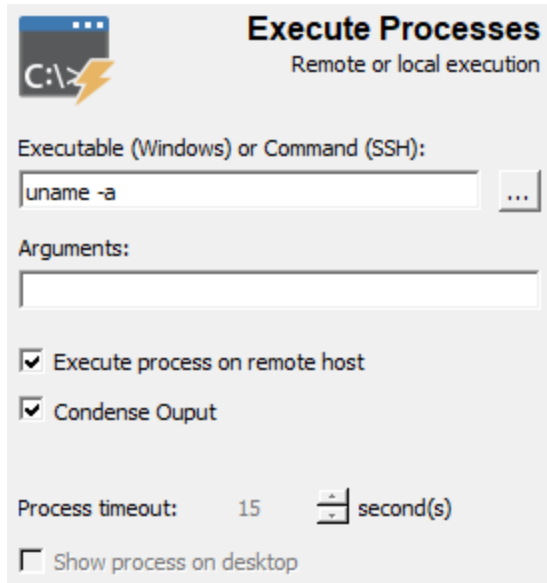 Execute Processes
Remote or local execution
C:\>
Executable (Windows) or Command (SSH):
uname -a
...
Arguments:
Execute process on remote host
Condense Ouput
Process timeout: 15 second(s)
Show process on desktop